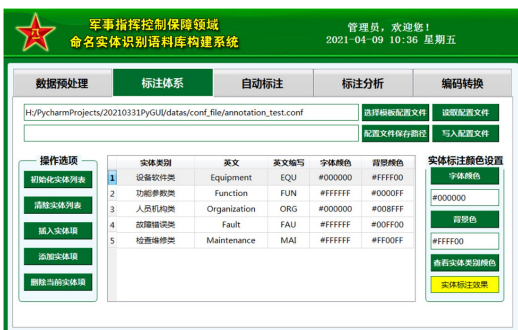 军事指挥控制保障领域
命名实体识别语料库构建系统
管理员，欢迎您！
2021-04-09 10:36 星期五
数据预处理 标注体系 自动标注 标注分析 编码转换
H:/PycharmProjects/20210331PyGUI/datas/conf_file/annotation_test.conf 选择模板配置文件 读取配置文件
配置文件保存路径 写入配置文件
操作选项
初始化实体列表
清除实体列表
插入实体项
添加实体项
删除当前实体项
实体类别 英文 英文缩写 字体颜色 背景颜色
1 设备软件类 Equipment EQU #000000 #FFFF00
2 功能参数类 Function FUN #FFFFFF #0000FF
3 人员机构类 Organization ORG #000000 #008FFF
4 故障错误类 Fault FAU #FFFFFF #00FF00
5 检查维修类 Maintenance MAI #FFFFFF #FF00FF
实体标注颜色设置
字体颜色
#000000
背景色
#FFFF00
查看实体类别颜色
实体标注效果